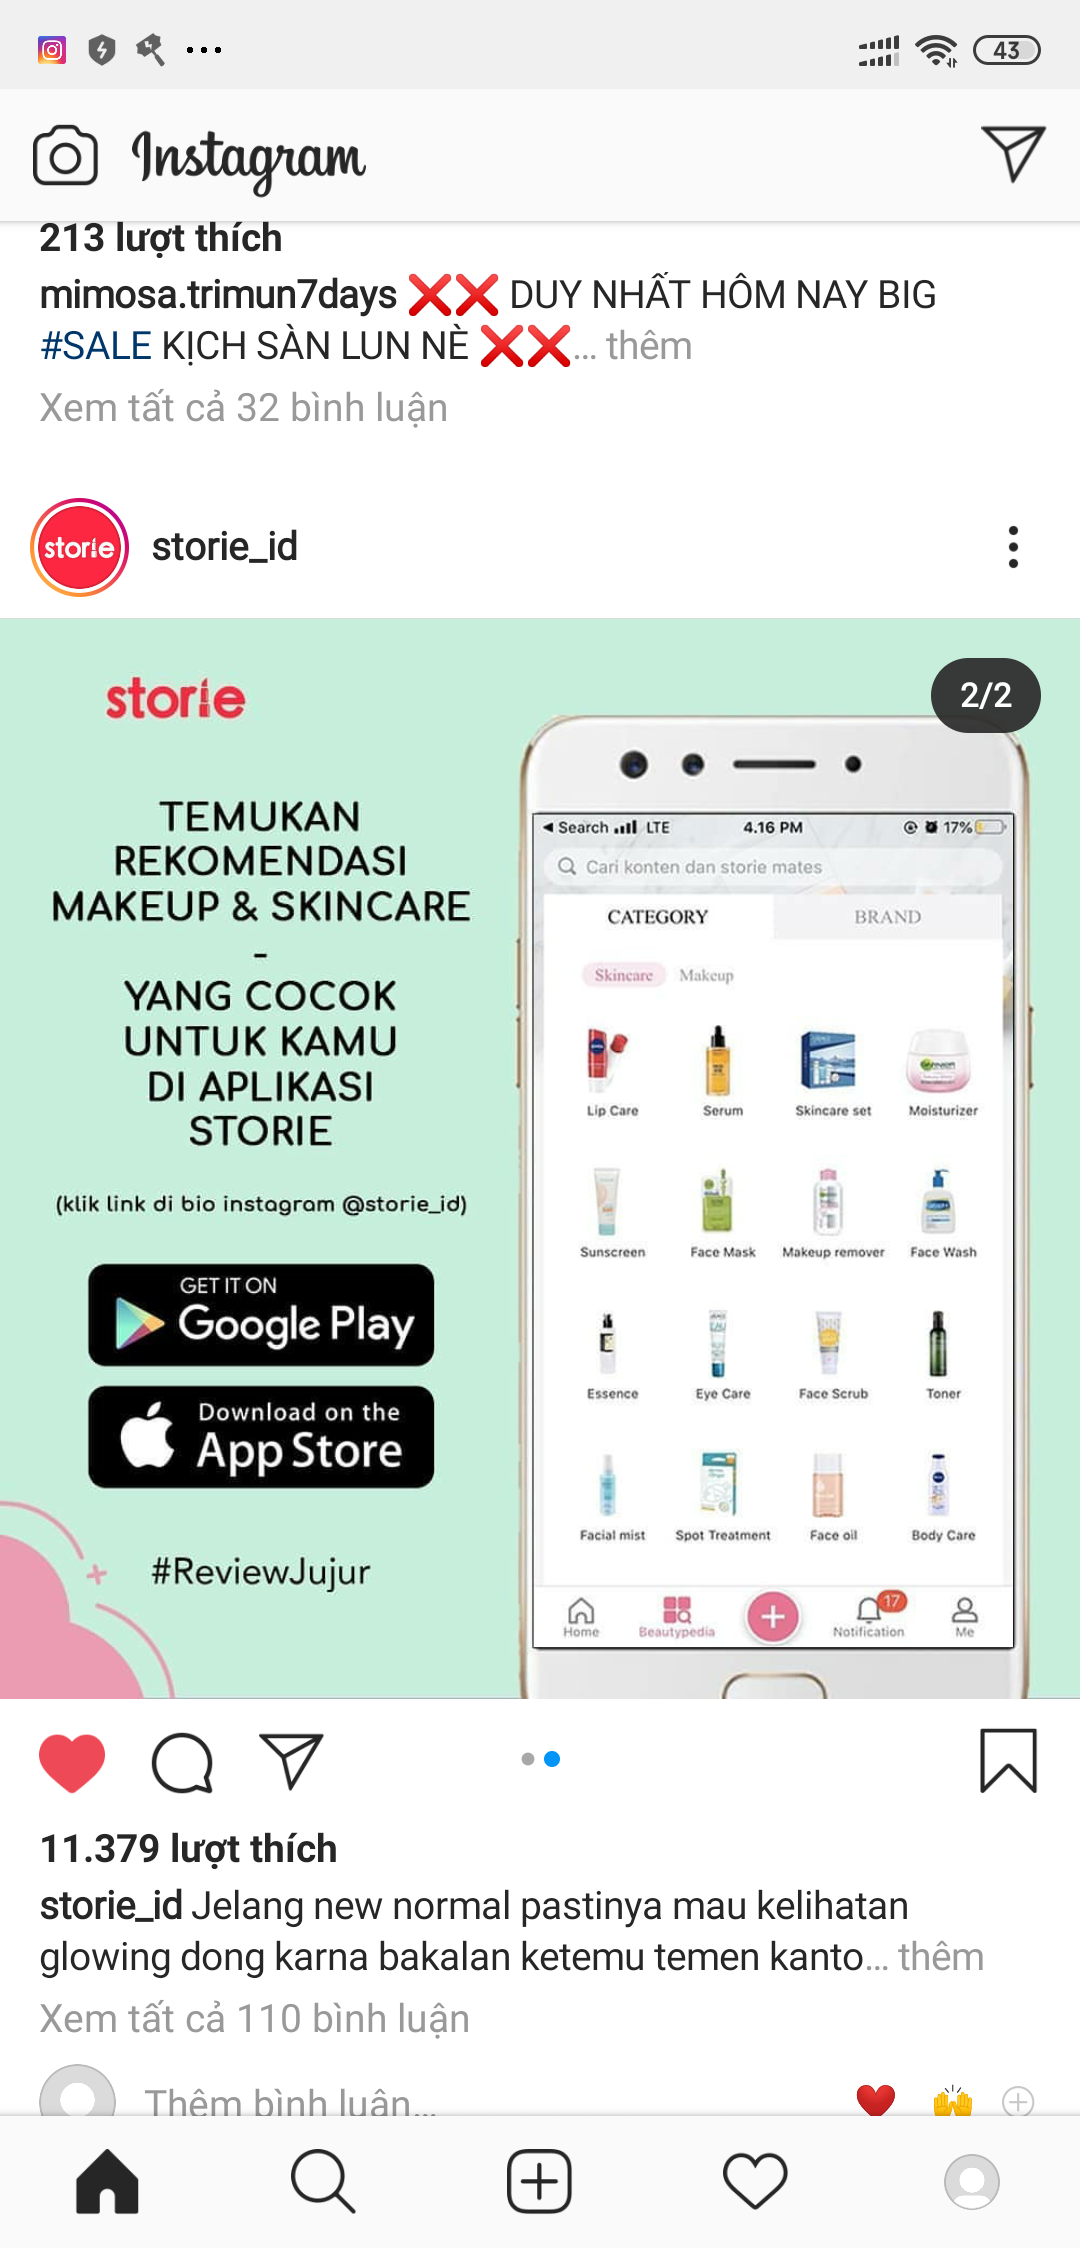 43
Instagram
213 lượt thích
mimosa.trimun7days ❌❌ DUY NHẤT HÔM NAY BIG
#SALE KỊCH SÀN LUN NÈ ❌❌... thêm
Xem tất cả 32 bình luận
storie
storie_id
storie
2/2
TEMUKAN
REKOMENDASI
MAKEUP & SKINCARE
-
YANG COCOK
UNTUK KAMU
DI APLIKASI
STORIE
(klik link di bio instagram @storie_id)
GET IT ON
Google Play
Download on the
App Store
#ReviewJujur
Search LTE 4.16 PM 17%
Cari konten dan storie mates
CATEGORY BRAND
Skincare Makeup
Lip Care Serum Skincare set Moisturizer
Sunscreen Face Mask Makeup remover Face Wash
Essence Eye Care Face Scrub Toner
Facial mist Spot Treatment Face oil Body Care
17
Home Beautypedia Notification Me
11.379 lượt thích
storie_id Jelang new normal pastinya mau kelihatan
glowing dong karna bakalan ketemu temen kanto... thêm
Xem tất cả 110 bình luận
Thêm bình luận...